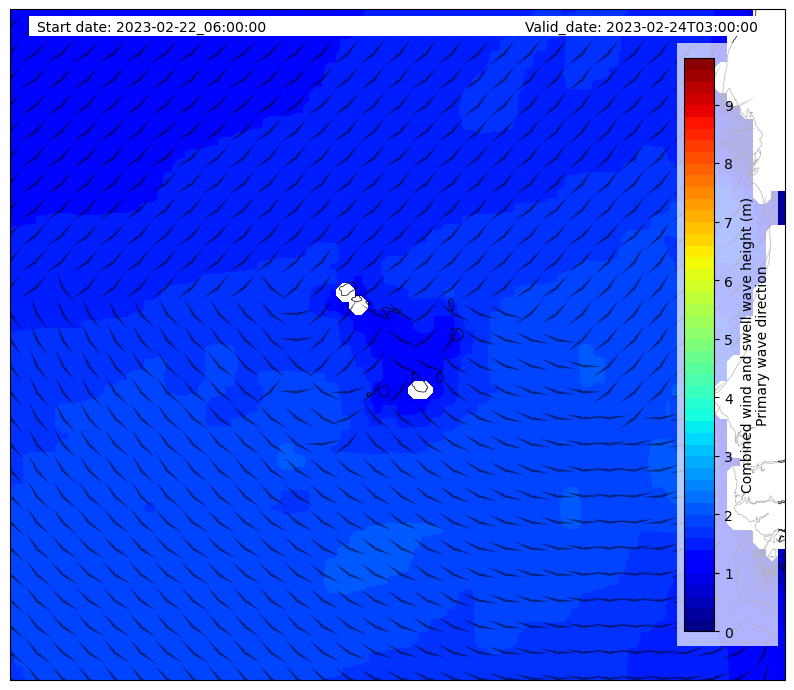 Start date: 2023-02-22_06:00:00
Valid_date: 2023-02-24T03:00:00
9
8
7
6
5
4
3
2
1
0
Combined wind and swell wave height (m)
Primary wave direction